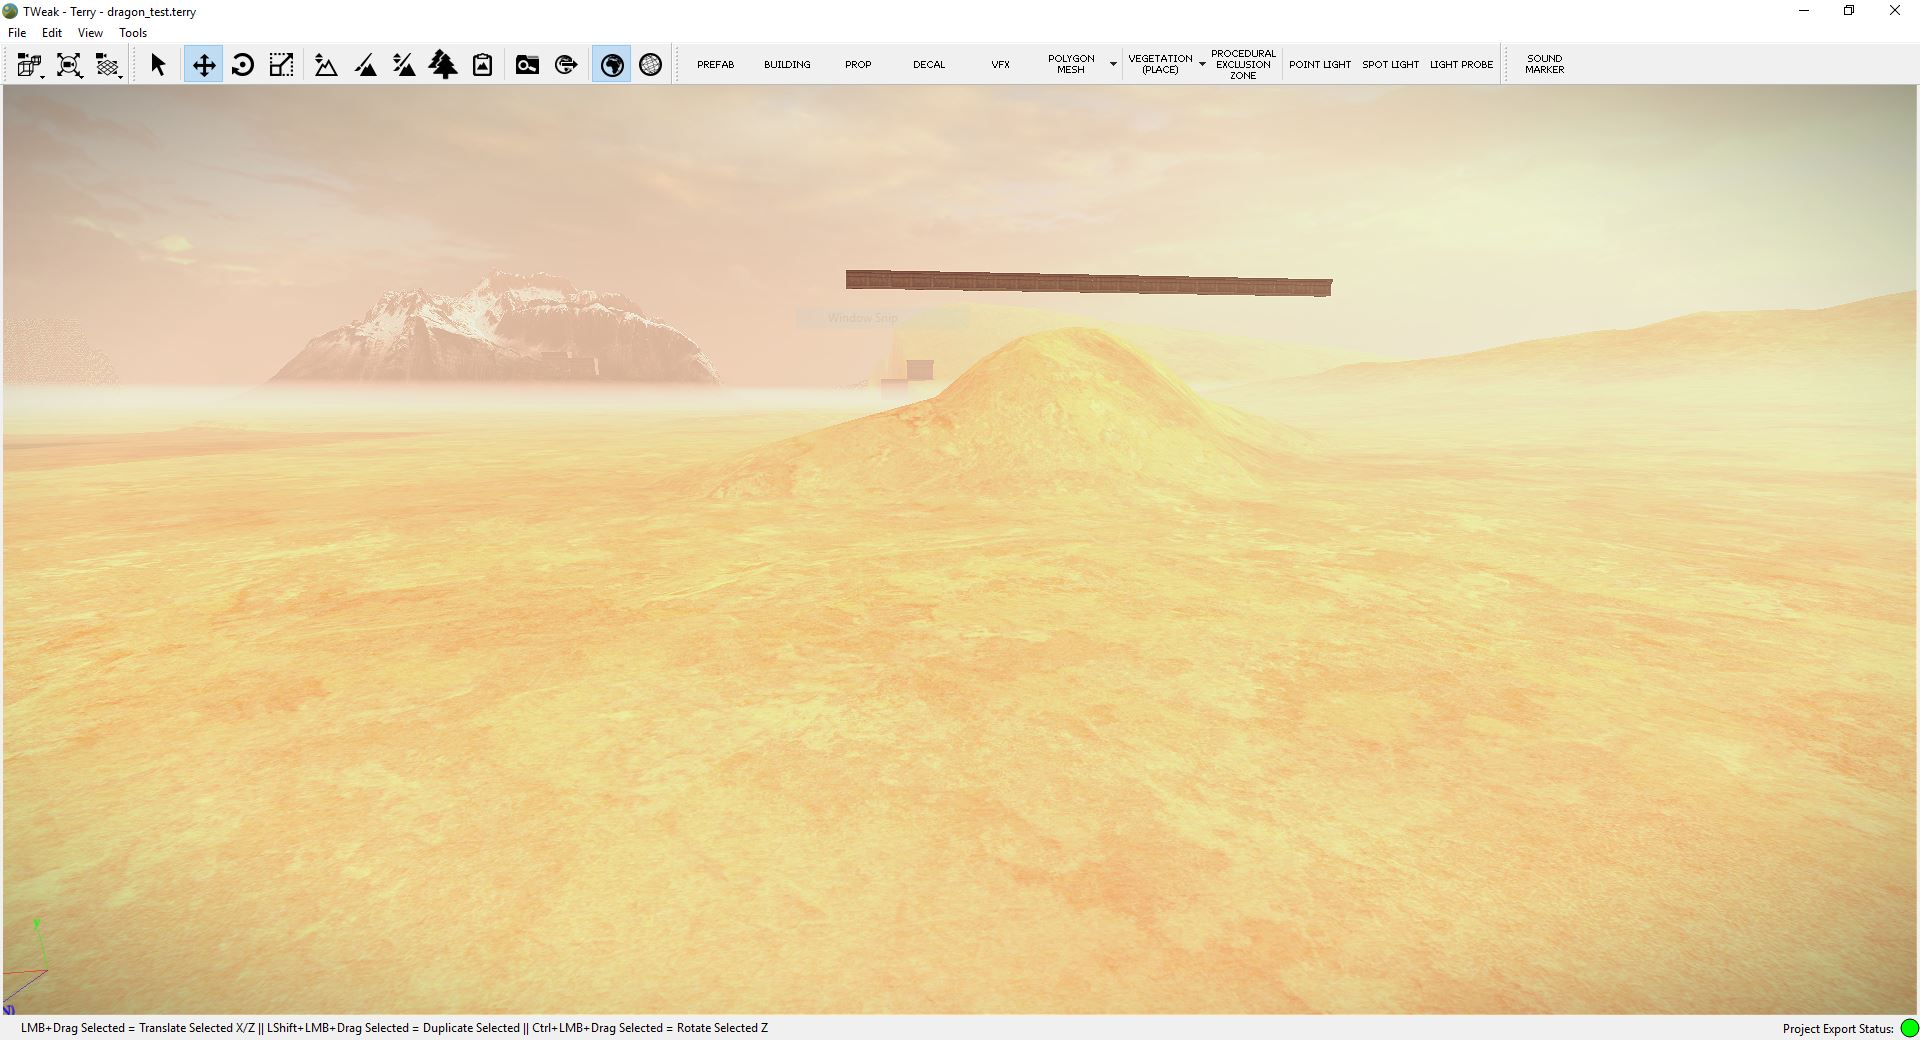 TWeak - Terry - dragon_test.terry
File Edit View Tools
PREFAB
BUILDING
PROP
DECAL
VFX
POLYGON
MESH
VEGETATION
(PLACE)
PROCEDURAL
EXCLUSION
ZONE
POINT LIGHT
SPOT LIGHT
LIGHT PROBE
SOUND
MARKER
Window Snip
y
LMB+Drag Selected = Translate Selected X/Z || LShift+LMB+Drag Selected = Duplicate Selected || Ctrl+LMB+Drag Selected = Rotate Selected Z
Project Export Status: